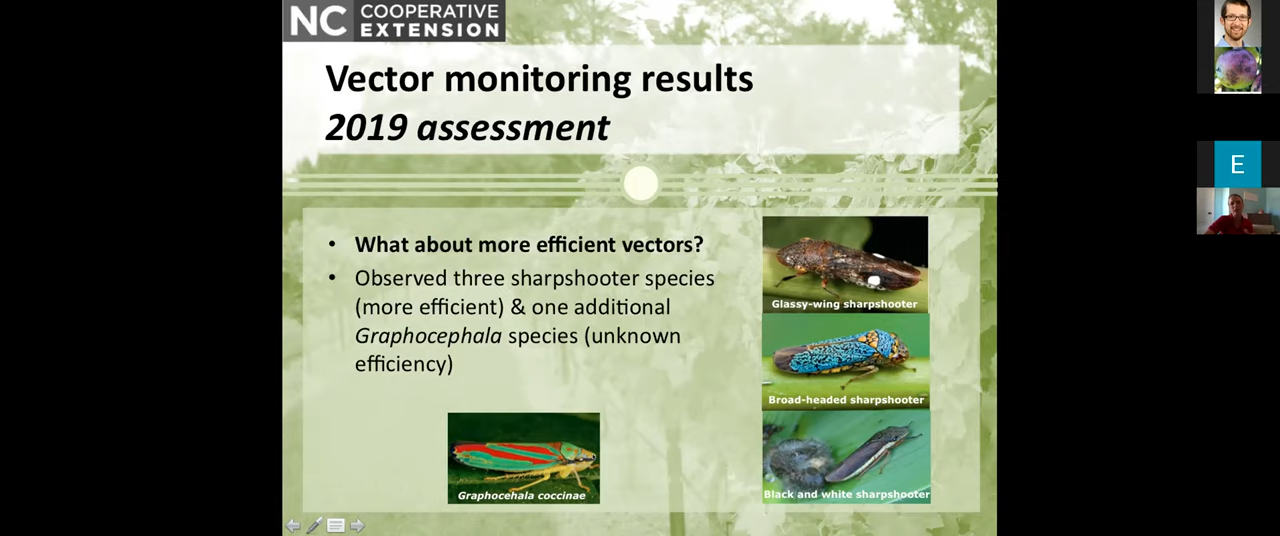 NC COOPERATIVE
EXTENSION
Vector monitoring results
2019 assessment
• What about more efficient vectors?
• Observed three sharpshooter species
(more efficient) & one additional
Graphocephala species (unknown
efficiency)
Graphocehala coccinae
Glassy-wing sharpshooter
Broad-headed sharpshooter
Black and white sharpshooter
E